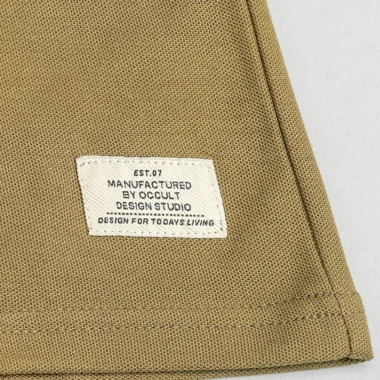 EST.07
MANUFACTURED
BY OCCULT
DESIGN STUDIO
DESIGN FOR TODAYS LIVING